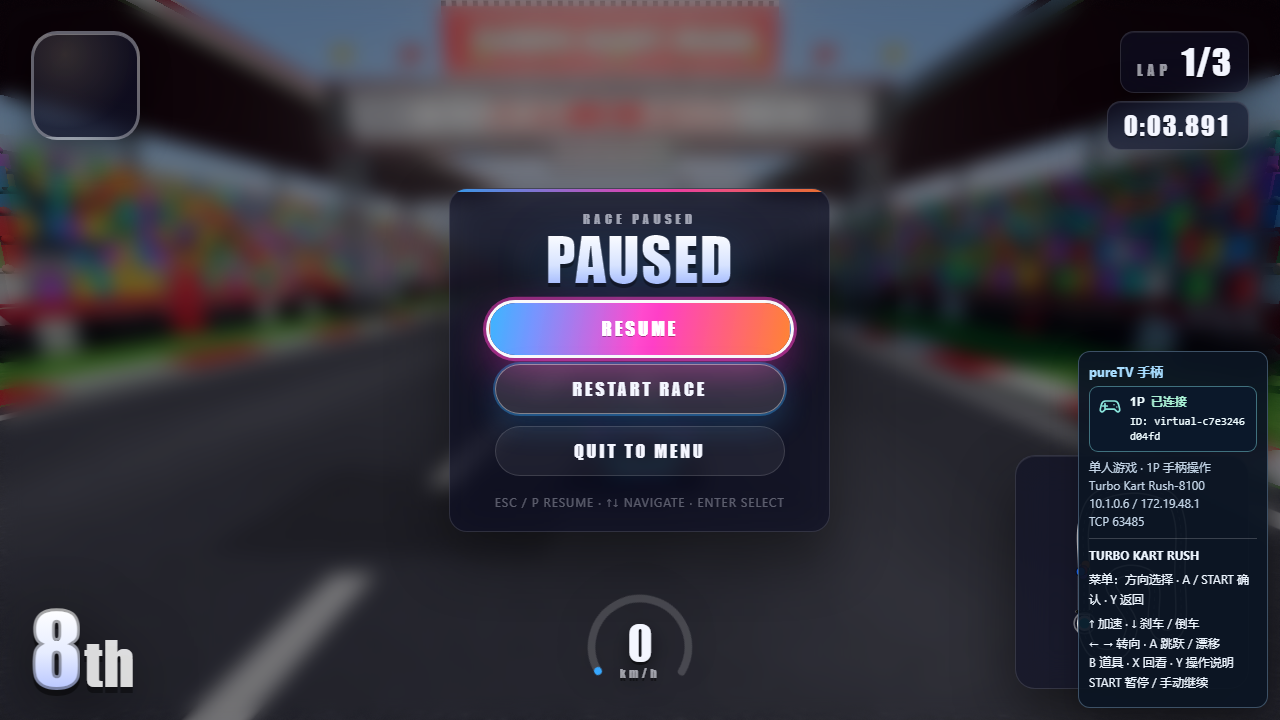 LAP 1/3
0:03.891
RACE PAUSED
PAUSED
RESUME
RESTART RACE
QUIT TO MENU
ESC / P RESUME · ↑↓ NAVIGATE · ENTER SELECT
8th
0
km/h
pureTV 手柄
1P 已连接
ID: virtual-c7e3246
d04fd
单人游戏 · 1P 手柄操作
Turbo Kart Rush-8100
10.1.0.6 / 172.19.48.1
TCP 63485
TURBO KART RUSH
菜单：方向选择 · A / START 确
认 · Y 返回
↑ 加速 · ↓ 刹车 / 倒车
← → 转向 · A 跳跃 / 漂移
B 道具 · X 回看 · Y 操作说明
START 暂停 / 手动继续